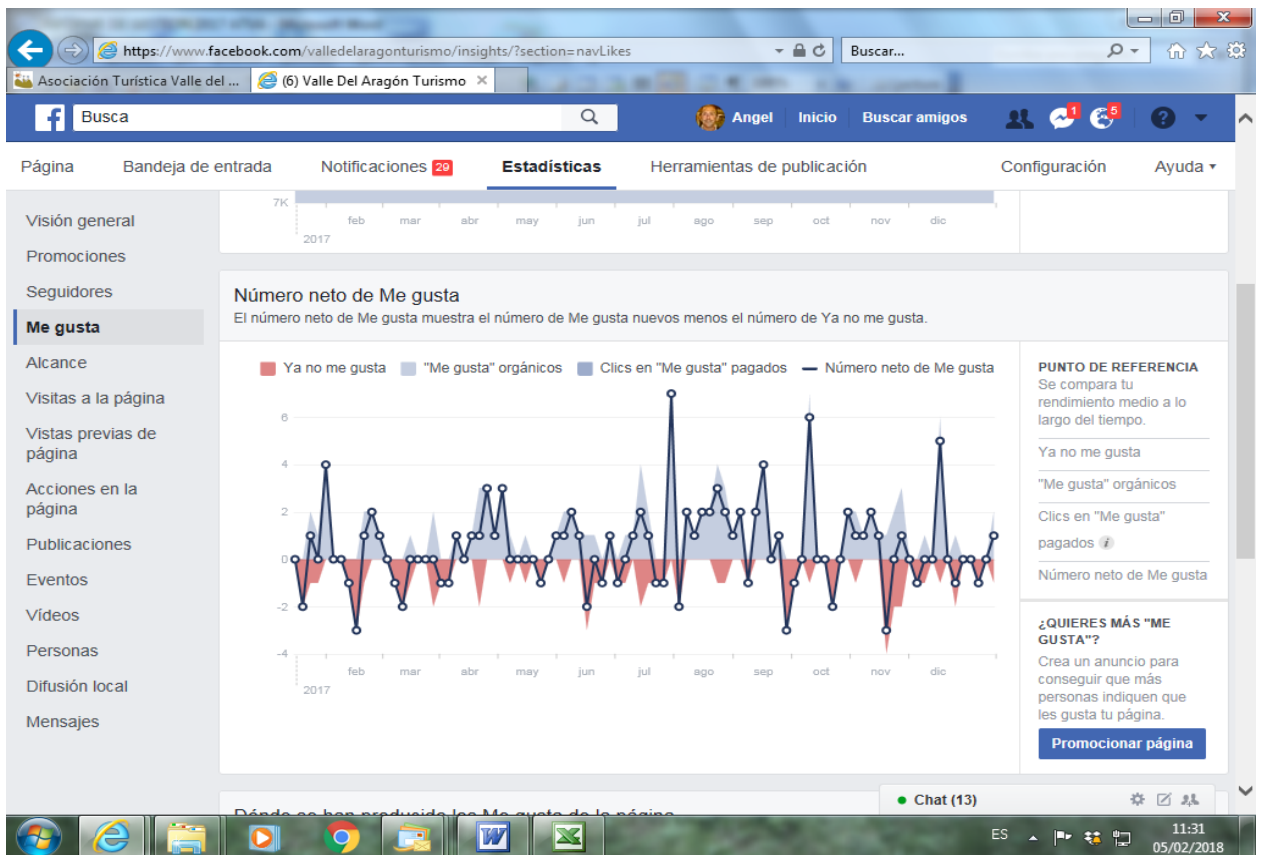 https://www.facebook.com/valledelaragonturismo/insights/?section=navLikes
Buscar...
Asociación Turística Valle del ...
(6) Valle Del Aragón Turismo
Busca
Angel Inicio Buscar amigos 1 5
Página Bandeja de entrada Notificaciones 29 Estadísticas Herramientas de publicación Configuración Ayuda
Visión general
Promociones
Seguidores
Me gusta
Alcance
Visitas a la página
Vistas previas de
página
Acciones en la
página
Publicaciones
Eventos
Vídeos
Personas
Difusión local
Mensajes
7K
feb mar abr may jun jul ago sep oct nov dic
2017
Número neto de Me gusta
El número neto de Me gusta muestra el número de Me gusta nuevos menos el número de Ya no me gusta.
Ya no me gusta "Me gusta" orgánicos Clics en "Me gusta" pagados Número neto de Me gusta
6
4
2
0
-2
-4
feb mar abr may jun jul ago sep oct nov dic
2017
PUNTO DE REFERENCIA
Se compara tu
rendimiento medio a lo
largo del tiempo.
Ya no me gusta
"Me gusta" orgánicos
Clics en "Me gusta"
pagados i
Número neto de Me gusta
¿QUIERES MÁS "ME
GUSTA"?
Crea un anuncio para
conseguir que más
personas indiquen que
les gusta tu página.
Promocionar página
Dónde se han producido los Me gusta de la página
Chat (13)
ES
11:31
05/02/2018